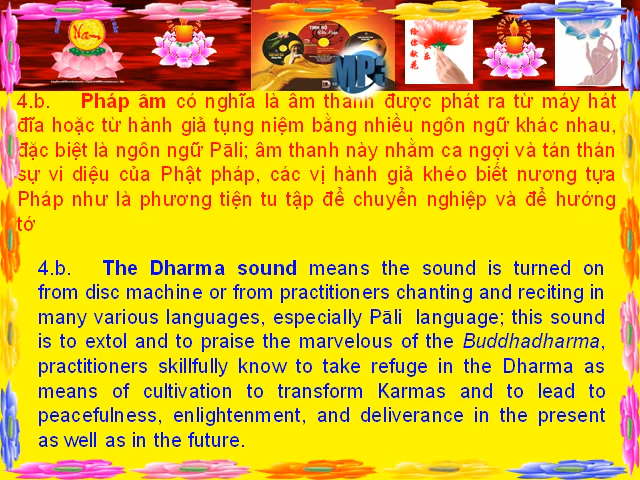 Nam
TỊNH ĐỘ
MP3
4.b. Pháp âm có nghĩa là âm thanh được phát ra từ máy hát
đĩa hoặc từ hành giả tụng niệm bằng nhiều ngôn ngữ khác nhau,
đặc biệt là ngôn ngữ Pāli; âm thanh này nhằm ca ngợi và tán thán
sự vi diệu của Phật pháp, các vị hành giả khéo biết nương tựa
Pháp như là phương tiện tu tập để chuyển nghiệp và để hướng
tớ
4.b. The Dharma sound means the sound is turned on
from disc machine or from practitioners chanting and reciting in
many various languages, especially Pāli language; this sound
is to extol and to praise the marvelous of the Buddhadharma,
practitioners skillfully know to take refuge in the Dharma as
means of cultivation to transform Karmas and to lead to
peacefulness, enlightenment, and deliverance in the present
as well as in the future.